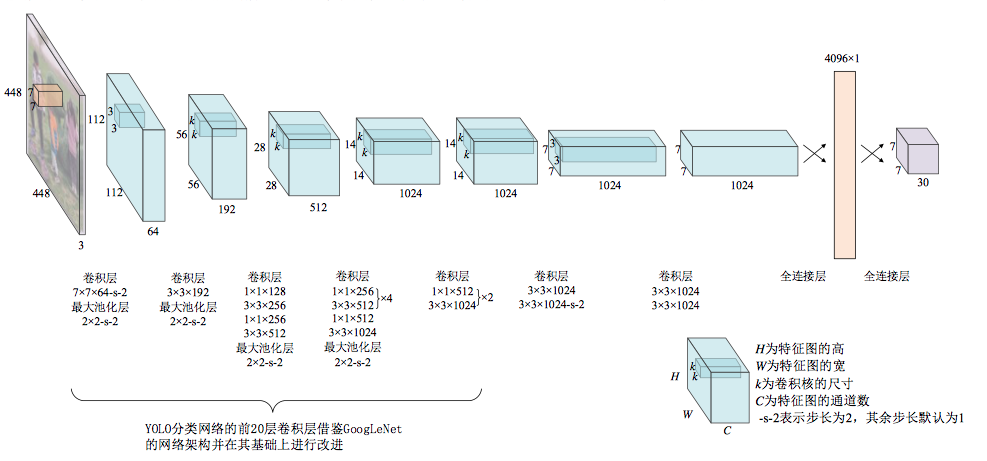 448
7
7
448
3
112
3
3
112
64
56
k
k
56
192
28
k
k
28
512
14
k
k
14
1024
14
k
k
14
1024
7
3
3
7
1024
7
7
1024
4096×1
7
7
30
卷积层
7×7×64-s-2
最大池化层
2×2-s-2
卷积层
3×3×192
最大池化层
2×2-s-2
卷积层
1×1×128
3×3×256
1×1×256
3×3×512
最大池化层
2×2-s-2
卷积层
1×1×256
3×3×512 }×4
1×1×512
3×3×1024
最大池化层
2×2-s-2
卷积层
1×1×512
3×3×1024 }×2
卷积层
3×3×1024
3×3×1024-s-2
卷积层
3×3×1024
3×3×1024
全连接层
全连接层
YOLO分类网络的前20层卷积层借鉴GoogLeNet
的网络架构并在其基础上进行改进
k
k
H
W
C
H为特征图的高
W为特征图的宽
k为卷积核的尺寸
C为特征图的通道数
-s-2表示步长为2，其余步长默认为1